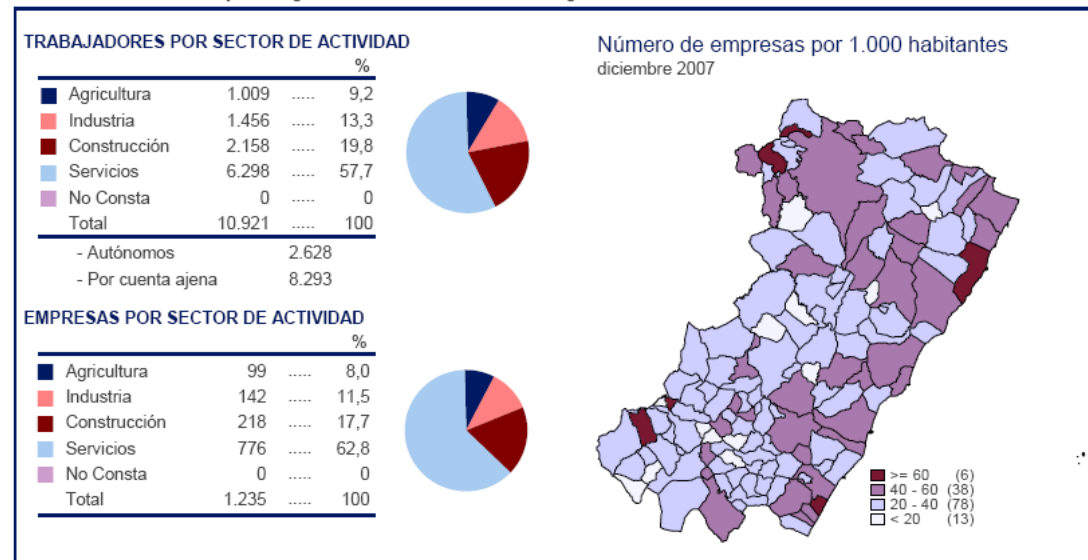 TRABAJADORES POR SECTOR DE ACTIVIDAD
%
Agricultura 1.009 ..... 9,2
Industria 1.456 ..... 13,3
Construcción 2.158 ..... 19,8
Servicios 6.298 ..... 57,7
No Consta 0 ..... 0
Total 10.921 ..... 100
- Autónomos 2.628
- Por cuenta ajena 8.293
EMPRESAS POR SECTOR DE ACTIVIDAD
%
Agricultura 99 ..... 8,0
Industria 142 ..... 11,5
Construcción 218 ..... 17,7
Servicios 776 ..... 62,8
No Consta 0 ..... 0
Total 1.235 ..... 100
Número de empresas por 1.000 habitantes
diciembre 2007
>= 60 (6)
40 - 60 (38)
20 - 40 (78)
< 20 (13)